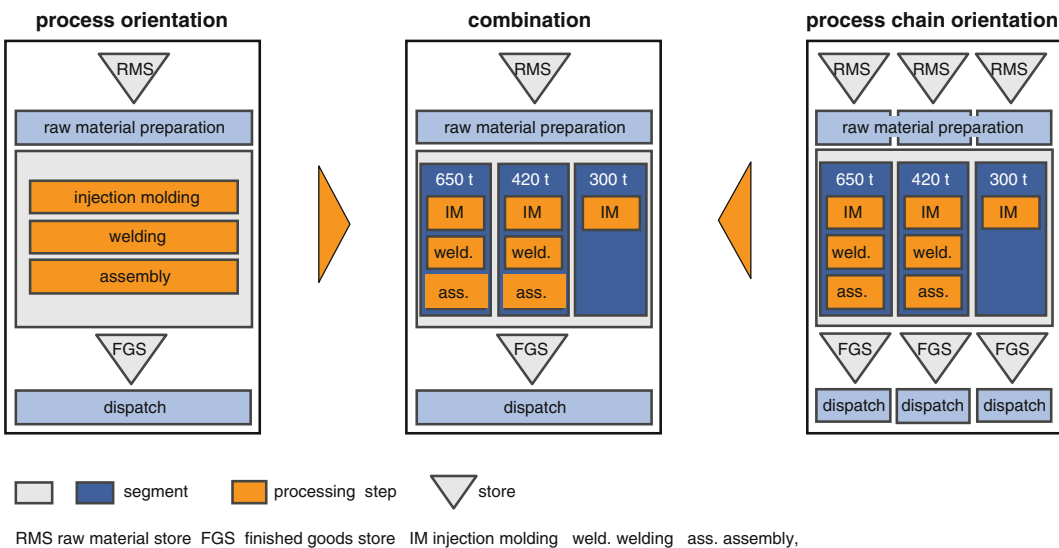 process orientation
combination
process chain orientation
RMS
RMS
RMS RMS RMS
raw material preparation
raw material preparation
raw material preparation
injection molding
welding
assembly
650 t 420 t 300 t
IM IM IM
weld. weld.
ass. ass.
650 t 420 t 300 t
IM IM IM
weld. weld.
ass. ass.
FGS
FGS
FGS FGS FGS
dispatch
dispatch
dispatch dispatch dispatch
segment processing step store
RMS raw material store FGS finished goods store IM injection molding weld. welding ass. assembly,